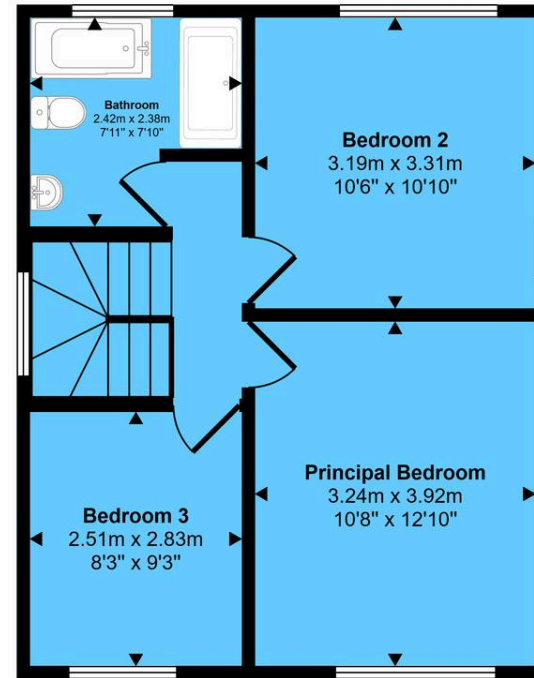 Bathroom
2.42m x 2.38m
7'11" x 7'10"
Bedroom 2
3.19m x 3.31m
10'6" x 10'10"
Principal Bedroom
3.24m x 3.92m
10'8" x 12'10"
Bedroom 3
2.51m x 2.83m
8'3" x 9'3"